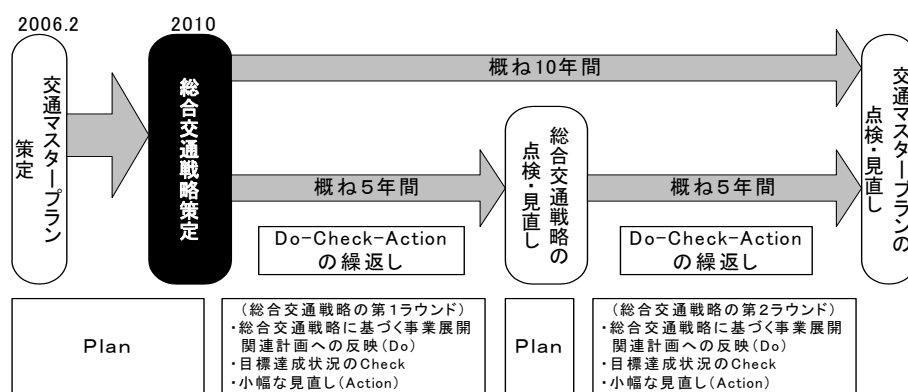 2006.2
2010
交通マスタープラン
策定
総合交通戦略策定
概ね10年間
概ね5年間
Do-Check-Action
の繰返し
総合交通戦略の
点検・見直し
概ね5年間
Do-Check-Action
の繰返し
交通マスタープランの
点検・見直し
Plan
(総合交通戦略の第1ラウンド)
・総合交通戦略に基づく事業展開
関連計画への反映(Do)
・目標達成状況のCheck
・小幅な見直し(Action)
Plan
(総合交通戦略の第2ラウンド)
・総合交通戦略に基づく事業展開
関連計画への反映(Do)
・目標達成状況のCheck
・小幅な見直し(Action)